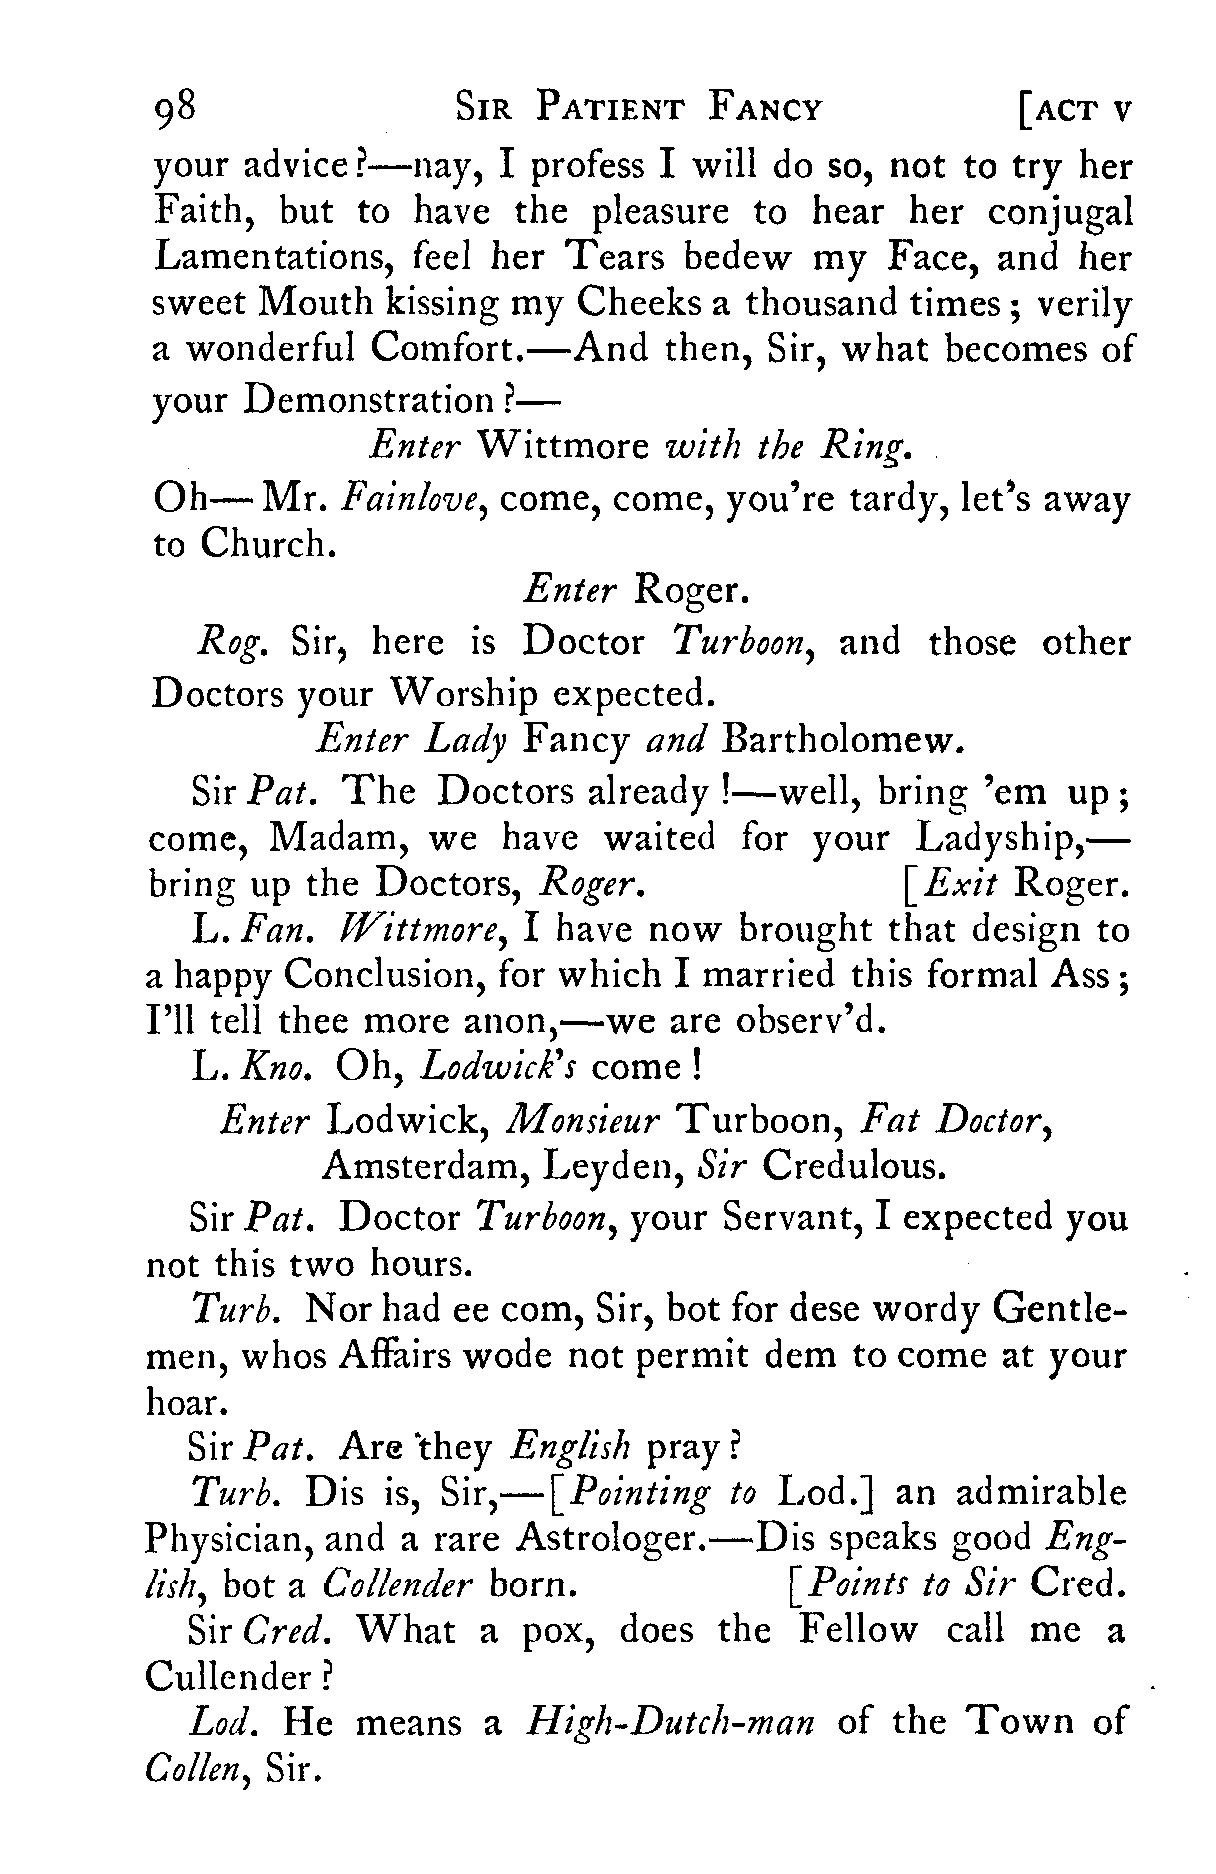 98 SIR PATIENT FANCY [ACT V
your advice?—nay, I profess I will do so, not to try her
Faith, but to have the pleasure to hear her conjugal
Lamentations, feel her Tears bedew my Face, and her
sweet Mouth kissing my Cheeks a thousand times; verily
a wonderful Comfort.—And then, Sir, what becomes of
your Demonstration?—
Enter Wittmore with the Ring.
Oh— Mr. Fainlove, come, come, you're tardy, let's away
to Church.
Enter Roger.
Rog. Sir, here is Doctor Turboon, and those other
Doctors your Worship expected.
Enter Lady Fancy and Bartholomew.
Sir Pat. The Doctors already!—well, bring 'em up;
come, Madam, we have waited for your Ladyship,—
bring up the Doctors, Roger. [Exit Roger.
L. Fan. Wittmore, I have now brought that design to
a happy Conclusion, for which I married this formal Ass;
I'll tell thee more anon,—we are observ'd.
L. Kno. Oh, Lodwick's come!
Enter Lodwick, Monsieur Turboon, Fat Doctor,
Amsterdam, Leyden, Sir Credulous.
Sir Pat. Doctor Turboon, your Servant, I expected you
not this two hours.
Turb. Nor had ee com, Sir, bot for dese wordy Gentle-
men, whos Affairs wode not permit dem to come at your
hoar.
Sir Pat. Are they English pray?
Turb. Dis is, Sir,—[Pointing to Lod.] an admirable
Physician, and a rare Astrologer.—Dis speaks good Eng-
lish, bot a Collender born. [Points to Sir Cred.
Sir Cred. What a pox, does the Fellow call me a
Cullender?
Lod. He means a High-Dutch-man of the Town of
Collen, Sir.